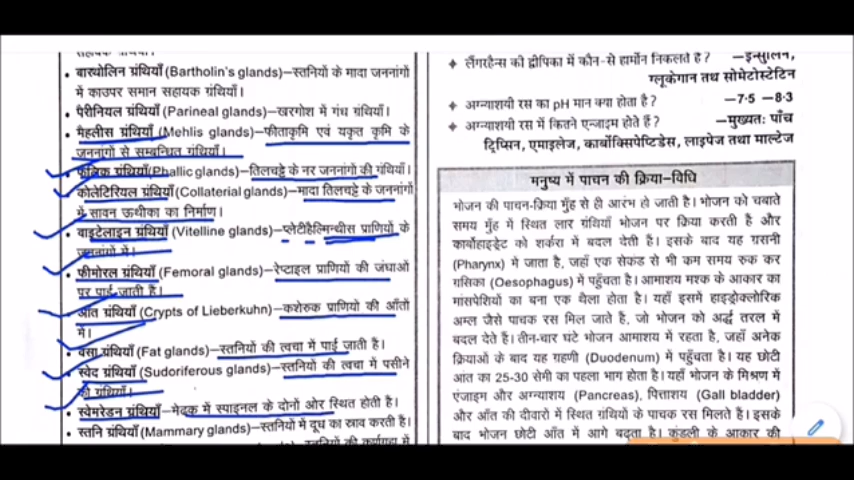 • बारथोलिन ग्रंथियाँ (Bartholin's glands)–स्तनियों के मादा जननांगों
में काउपर समान सहायक ग्रंथियाँ।
• पैरीनियल ग्रंथियाँ (Parineal glands)–खरगोश में गंध ग्रंथियाँ।
• मैहलीस ग्रंथियाँ (Mehlis glands)–फीताकृमि एवं यकृत कृमि के
जननांगों से सम्बन्धित ग्रंथियाँ।
• फैलिक ग्रंथियाँ (Phallic glands)–तिलचट्टे के नर जननांगों की गंथियाँ।
• कोलेटिरियल ग्रंथियाँ (Collaterial glands)–मादा तिलचट्टे के जननांगों
में सावन ऊथीका का निर्माण।
• वाइटेलाइन ग्रंथियाँ (Vitelline glands) –प्लेटीहैल्मिन्थीस प्राणियों के
जननांगों में।
• फीमोरल ग्रंथियाँ (Femoral glands)–रेप्टाइल प्राणियों की जंघाओं
पर पाई जाती है।
• आँत ग्रंथियाँ (Crypts of Lieberkuhn) –कशेरुक प्राणियों की आँतों
में।
• वसा ग्रंथियाँ (Fat glands)–स्तनियों की त्वचा में पाई जाती है।
• स्वेद ग्रंथियाँ (Sudoriferous glands)–स्तनियों की त्वचा में पसीने
की ग्रंथियाँ।
• स्वेमरेडन ग्रंथियाँ–मेढक में स्पाइनल के दोनों ओर स्थित होती है।
• स्तनि ग्रंथियाँ (Mammary glands)–स्तनियों में दूध का स्राव करती है।
–स्तनियों की कर्णगुहा में
✦ लैंगरहैन्स की द्वीपिका में कौन-से हार्मोन निकलते है ? –इन्सुलिन,
ग्लूकेगान तथ सोमेटोस्टेटिन
✦ अग्न्याशयी रस का pH मान क्या होता है ? –7·5 –8·3
✦ अग्न्याशयी रस में कितने एन्जाइम होते हैं ? –मुख्यतः पाँच
ट्रिप्सिन, एमाइलेज, कार्बोक्सिपेप्टिडेस, लाइपेज तथा माल्टेज
मनुष्य में पाचन की क्रिया-विधि
भोजन की पाचन-क्रिया मुँह से ही आरंभ हो जाती है। भोजन को चबाते
समय मुँह में स्थित लार ग्रंथियां भोजन पर क्रिया करती है और
कार्बोहाइड्रेट को शर्करा में बदल देती हैं। इसके बाद यह ग्रसनी
(Pharynx) मे जाता है, जहाँ एक सेकंड से भी कम समय रुक कर
ग्रसिका (Oesophagus) में पहुँचता है। आमाशय मश्क के आकार का
मांसपेशियों का बना एक थैला होता है। यहाँ इसमे हाइड्रोक्लोरिक
अम्ल जैसे पाचक रस मिल जाते है, जो भोजन को अर्द्ध तरल में
बदल देते हैं। तीन-चार घंटे भोजन आमाशय में रहता है, जहाँ अनेक
क्रियाओं के बाद यह ग्रहणी (Duodenum) में पहुँचता है। यह छोटी
आंत का 25-30 सेमी का पहला भाग होता है। यहाँ भोजन के मिश्रण में
एंजाइम और अग्न्याशय (Pancreas), पित्ताशय (Gall bladder)
और आँत की दीवारो में स्थित ग्रंथियों के पाचक रस मिलते है। इसके
बाद भोजन छोटी आँत में आगे बढ़ता है। कुंडली के आकार की